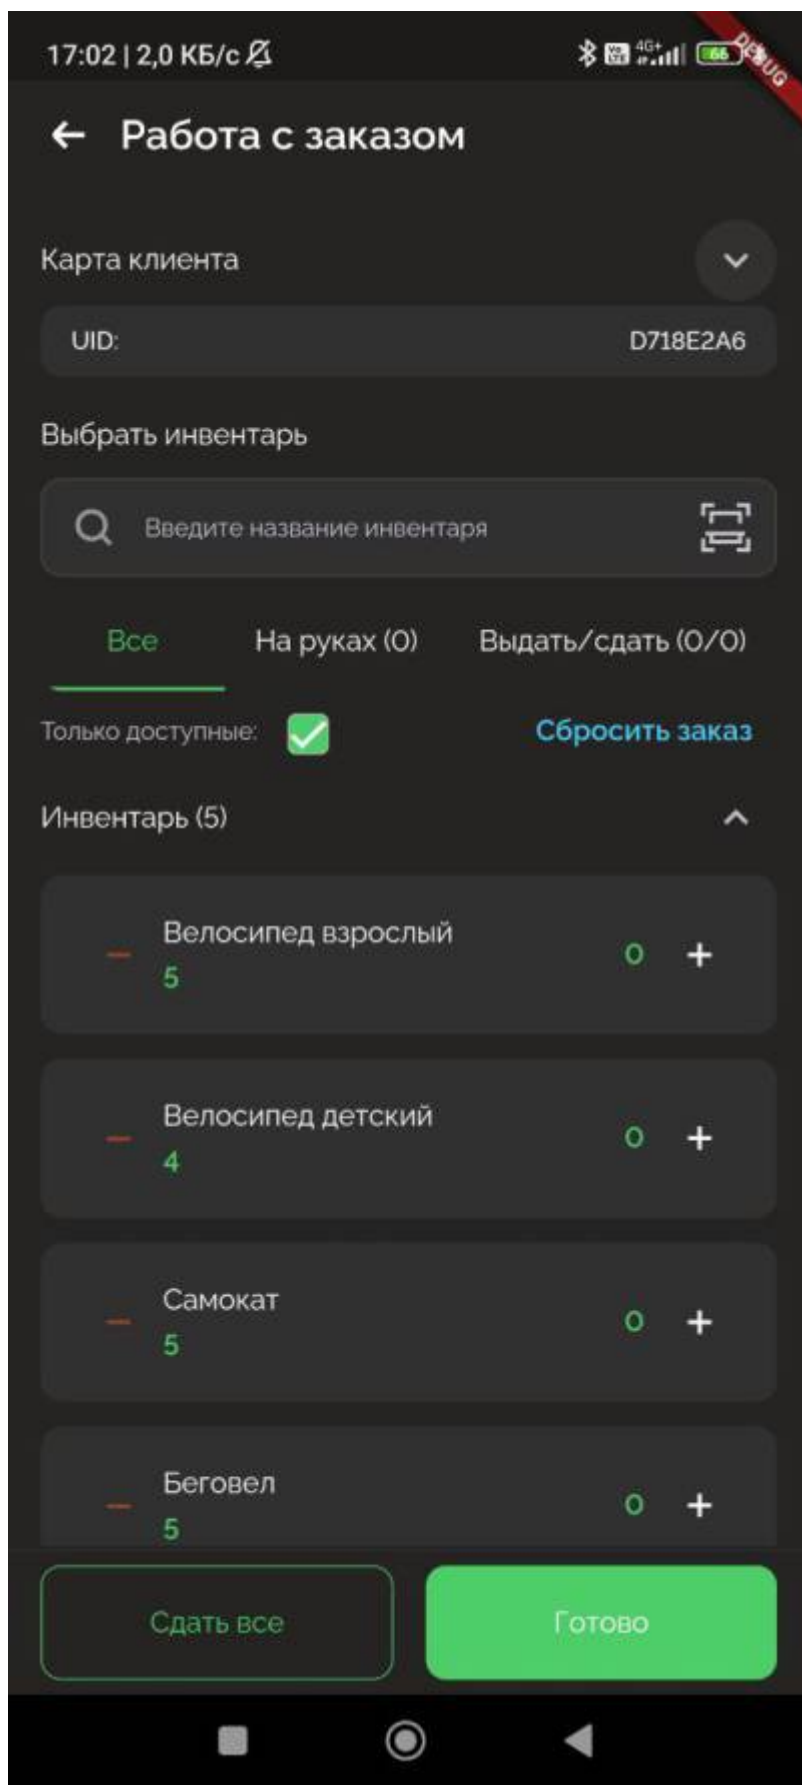 17:02 | 2,0 КБ/с
4G+
66
DEBUG
Работа с заказом
Карта клиента
UID: D718E2A6
Выбрать инвентарь
Введите название инвентаря
Все На руках (0) Выдать/сдать (0/0)
Только доступные: Сбросить заказ
Инвентарь (5)
Велосипед взрослый
5
0 +
Велосипед детский
4
0 +
Самокат
5
0 +
Беговел
5
0 +
Сдать все Готово